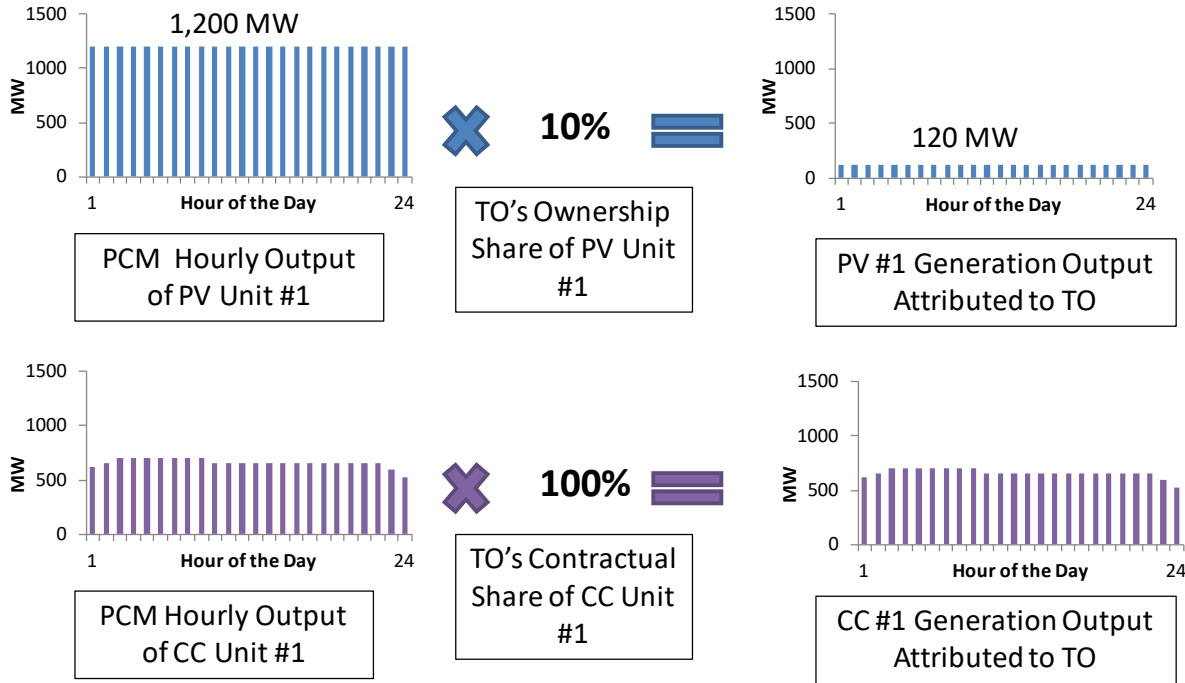 1500
1,200 MW
1000
MW
500
0
1
Hour of the Day
24
PCM Hourly Output
of PV Unit #1
10%
TO's Ownership
Share of PV Unit
#1
1500
1000
MW
500
120 MW
0
1
Hour of the Day
24
PV #1 Generation Output
Attributed to TO
1500
1000
MW
500
0
1
Hour of the Day
24
PCM Hourly Output
of CC Unit #1
100%
TO's Contractual
Share of CC Unit
#1
1500
1000
MW
500
0
1
Hour of the Day
24
CC #1 Generation Output
Attributed to TO